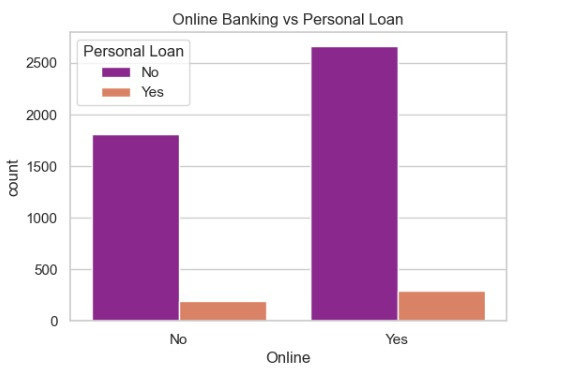 Online Banking vs Personal Loan
Personal Loan
No
Yes
2500
2000
1500
1000
500
0
count
No Yes
Online